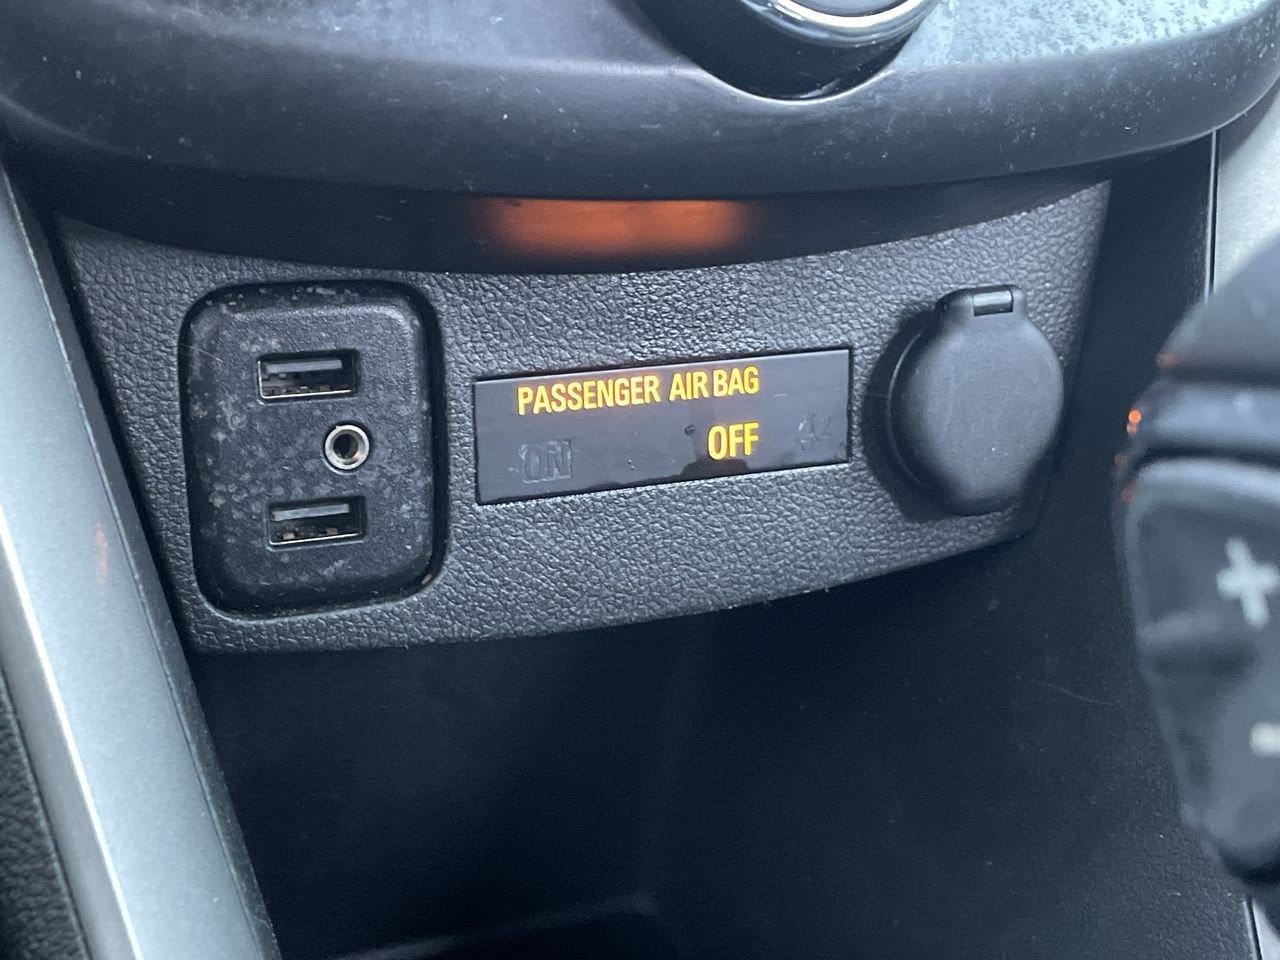 PASSENGER AIR BAG
ON OFF
+
-